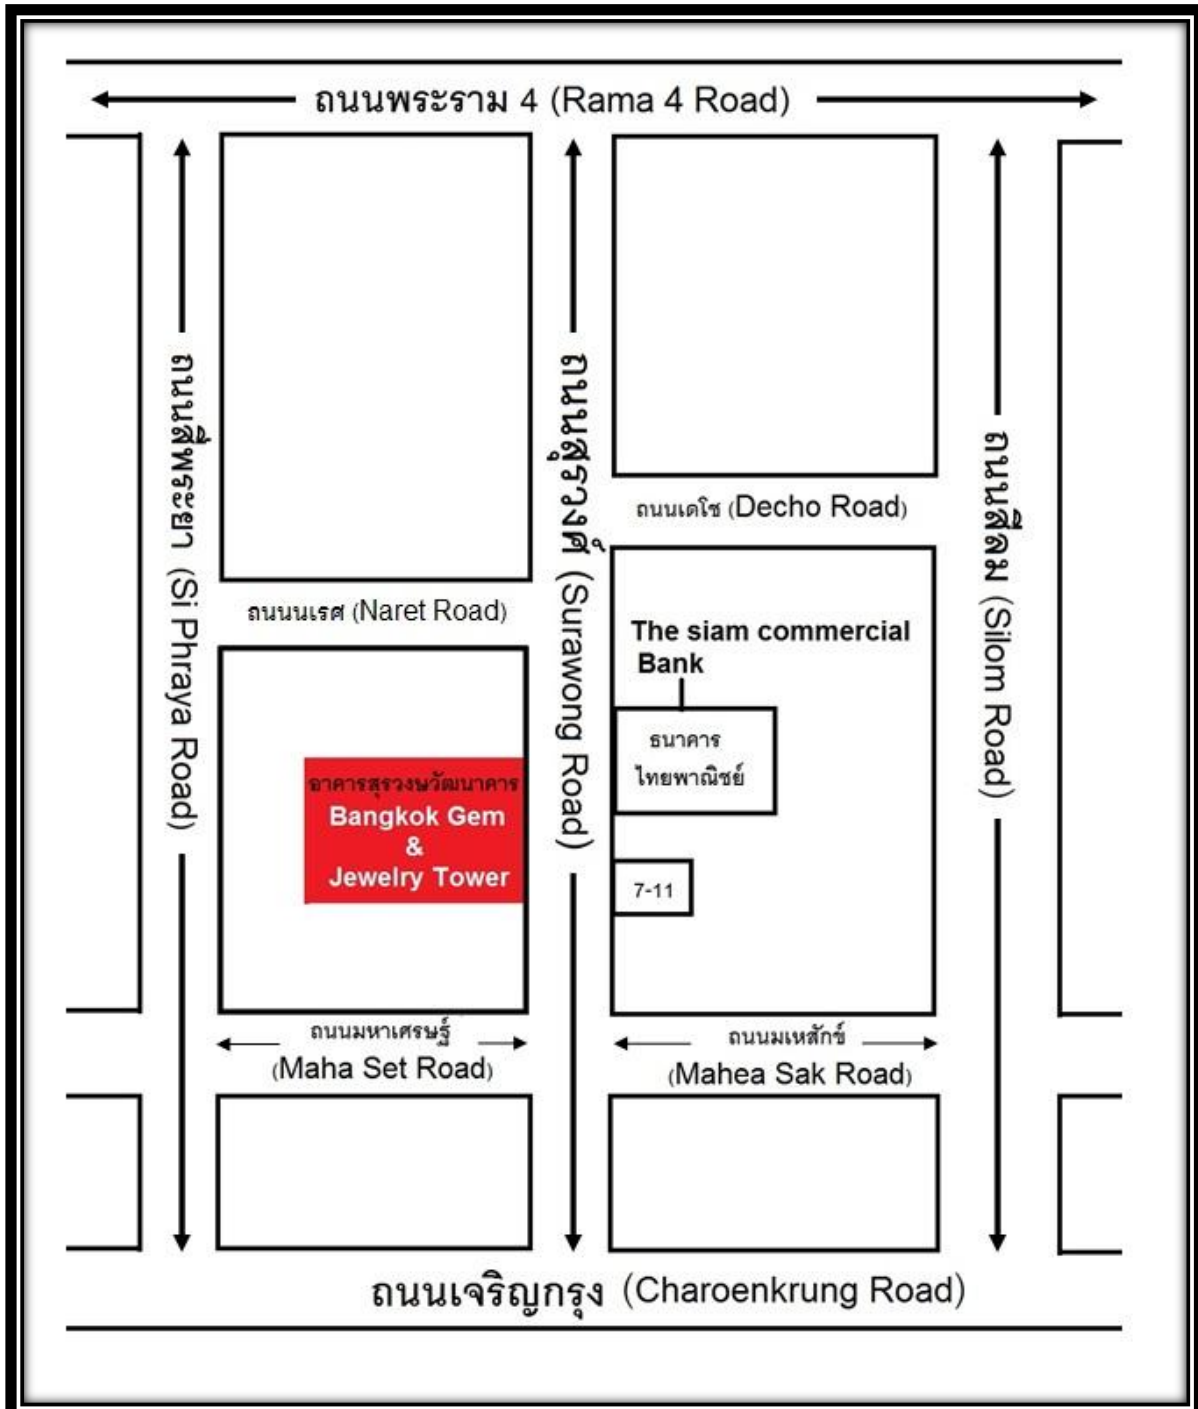 ถนนพระราม 4 (Rama 4 Road)
ถนนสี่พระยา (Si Phraya Road)
ถนนสุรวงศ์ (Surawong Road)
ถนนสีลม (Silom Road)
ถนนเดโช (Decho Road)
ถนนนเรศ (Naret Road)
The siam commercial
Bank
ธนาคาร
ไทยพาณิชย์
อาคารสุรวงษวัฒนาคาร
Bangkok Gem
&
Jewelry Tower
7-11
ถนนมหาเศรษฐ์
(Maha Set Road)
ถนนมเหสักข์
(Mahea Sak Road)
ถนนเจริญกรุง (Charoenkrung Road)